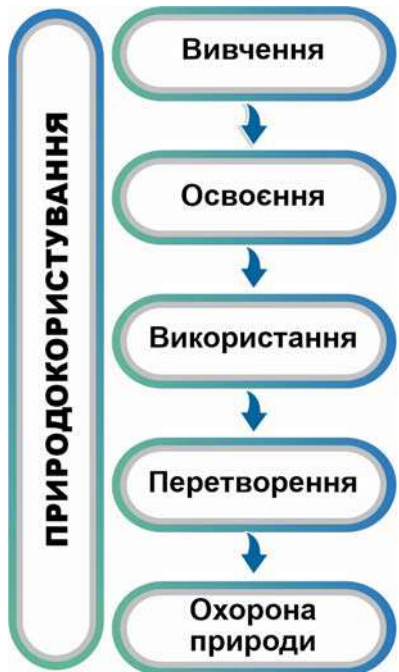 ПРИРОДОКОРИСТУВАННЯ
Вивчення
Освоєння
Використання
Перетворення
Охорона
природи